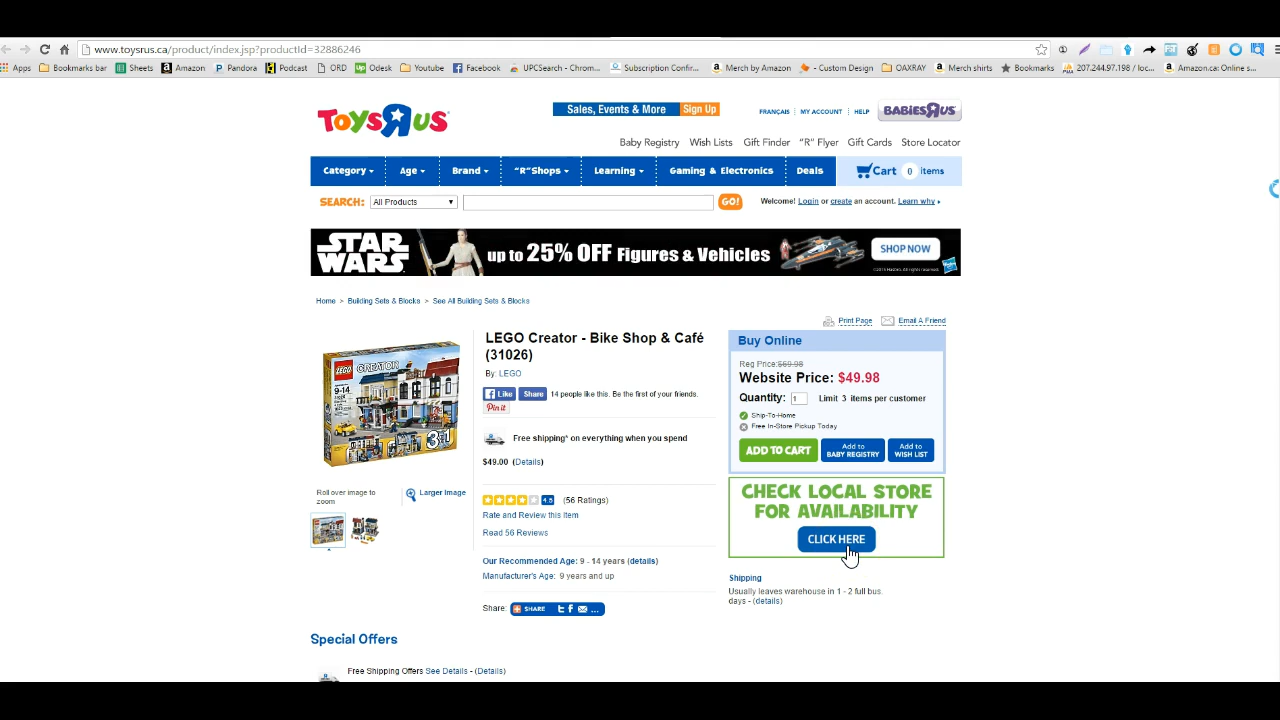 www.toysrus.ca/product/index.jsp?productId=32886246
Apps Bookmarks bar Sheets Amazon Pandora Podcast ORD Odesk Youtube Facebook UPCSearch - Chrom... Subscription Confir... Merch by Amazon - Custom Design OAXRAY Merch shirts Bookmarks 207.244.97.198 / loc... Amazon.ca: Online s...
TOYSRUS
Sales, Events & More Sign Up
FRANÇAIS MY ACCOUNT HELP BABIESRUS
Baby Registry Wish Lists Gift Finder "R" Flyer Gift Cards Store Locator
Category Age Brand "R"Shops Learning Gaming & Electronics Deals Cart 0 items
SEARCH: All Products GO! Welcome! Login or create an account. Learn why
STAR WARS up to 25% OFF Figures & Vehicles SHOP NOW
Hasbro
Home > Building Sets & Blocks > See All Building Sets & Blocks
Print Page Email A Friend
LEGO Creator - Bike Shop & Café
(31026)
By: LEGO
Like Share 14 people like this. Be the first of your friends.
Pin it
Free shipping* on everything when you spend
$49.00 (Details)
LEGO CREATOR
9-14
31026
3in1
Roll over image to
zoom
Larger Image
4.5 (56 Ratings)
Rate and Review this item
Read 56 Reviews
Our Recommended Age: 9 - 14 years (details)
Manufacturer's Age: 9 years and up
Share: SHARE ...
Buy Online
Reg Price:$69.98
Website Price: $49.98
Quantity: 1 Limit 3 items per customer
Ship-To-Home
Free In-Store Pickup Today
ADD TO CART Add to BABY REGISTRY Add to WISH LIST
CHECK LOCAL STORE
FOR AVAILABILITY
CLICK HERE
Shipping
Usually leaves warehouse in 1 - 2 full bus.
days - (details)
Special Offers
Free Shipping Offers See Details - (Details)